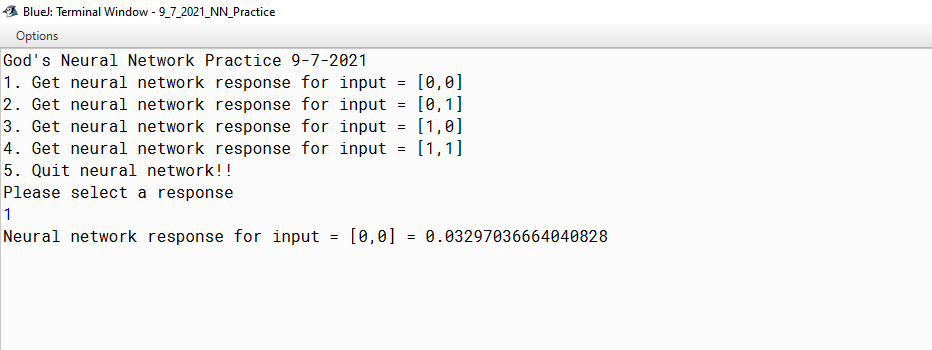 BlueJ: Terminal Window - 9_7_2021_NN_Practice
Options
God's Neural Network Practice 9-7-2021
1. Get neural network response for input = [0,0]
2. Get neural network response for input = [0,1]
3. Get neural network response for input = [1,0]
4. Get neural network response for input = [1,1]
5. Quit neural network!!
Please select a response
1
Neural network response for input = [0,0] = 0.03297036664040828